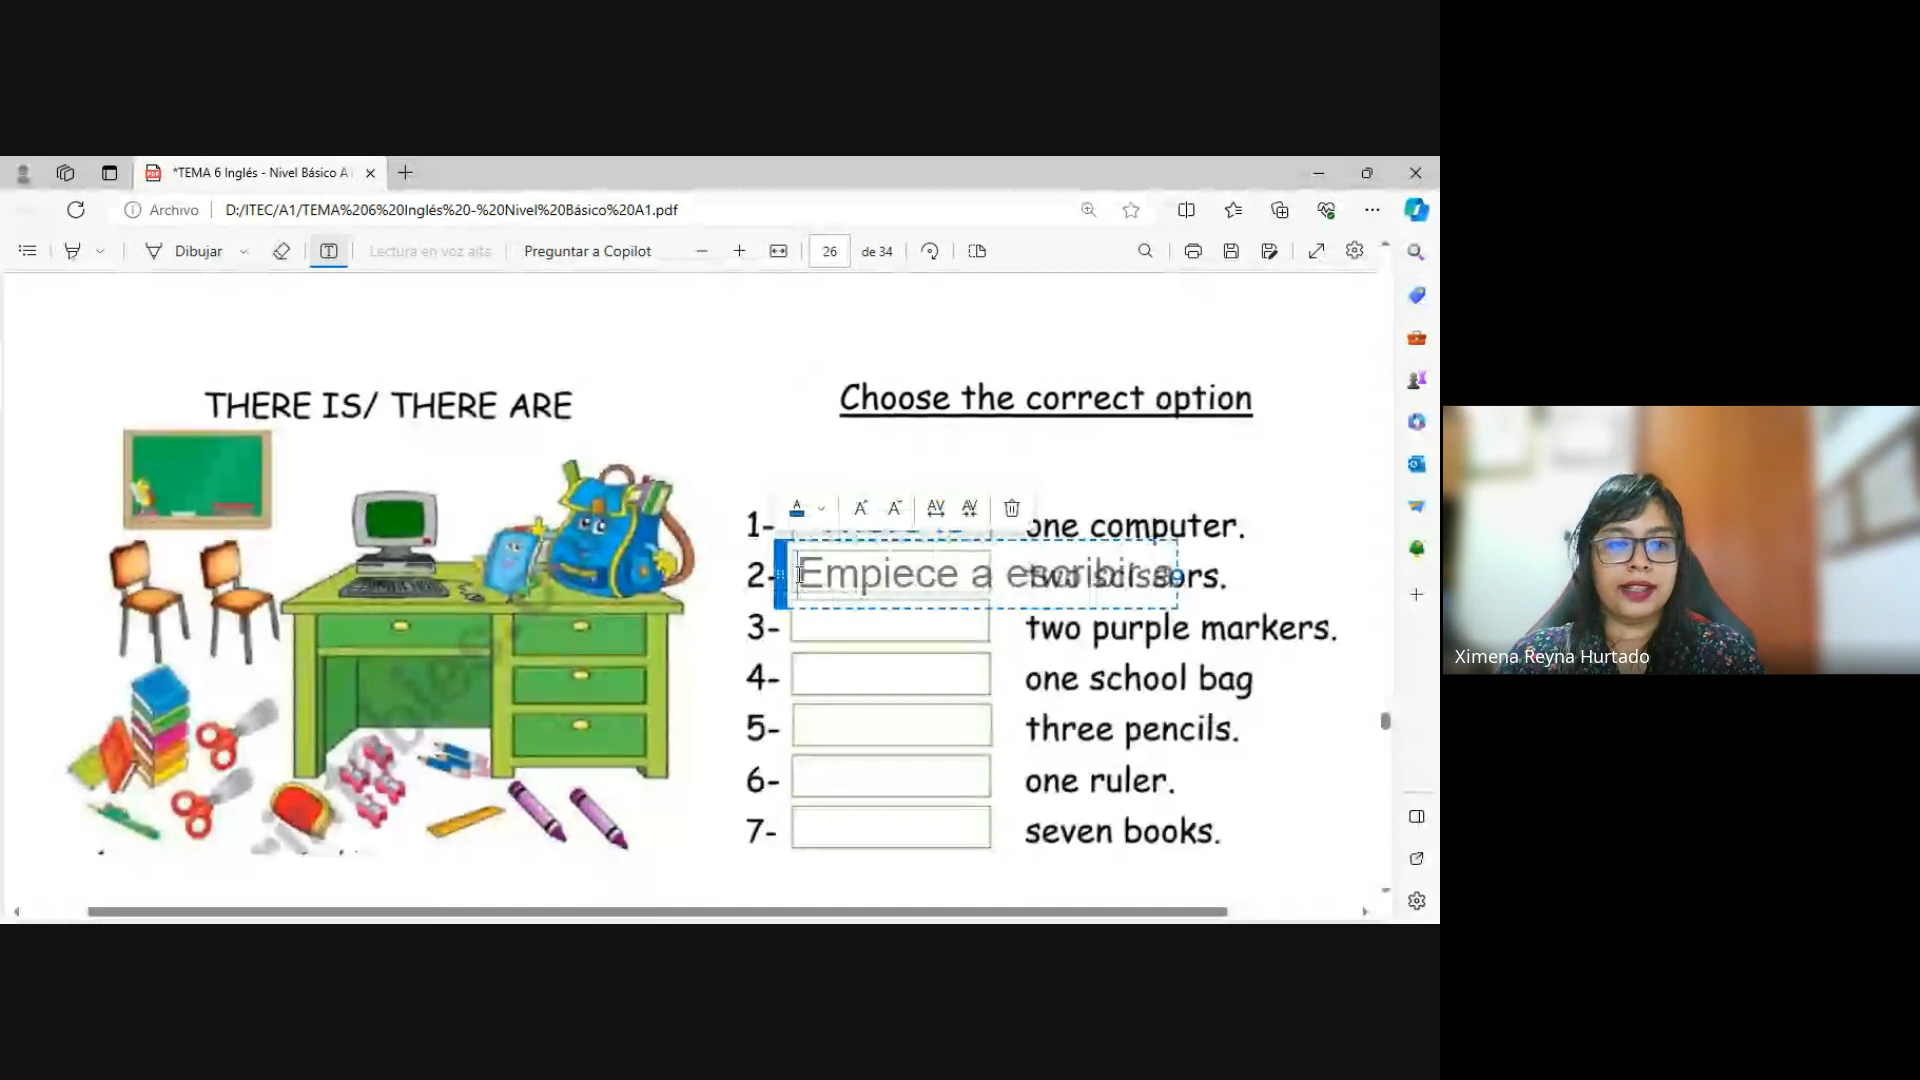 *TEMA 6 Inglés - Nivel Básico A
Archivo
D:/ITEC/A1/TEMA%206%20Inglés%20-%20Nivel%20Básico%20A1.pdf
Dibujar
Lectura en voz alta
Preguntar a Copilot
26
de 34
THERE IS/ THERE ARE
Choose the correct option
1- one computer.
2- Empiece a escribir a two scissors.
3- two purple markers.
4- one school bag
5- three pencils.
6- one ruler.
7- seven books.
Ximena Reyna Hurtado